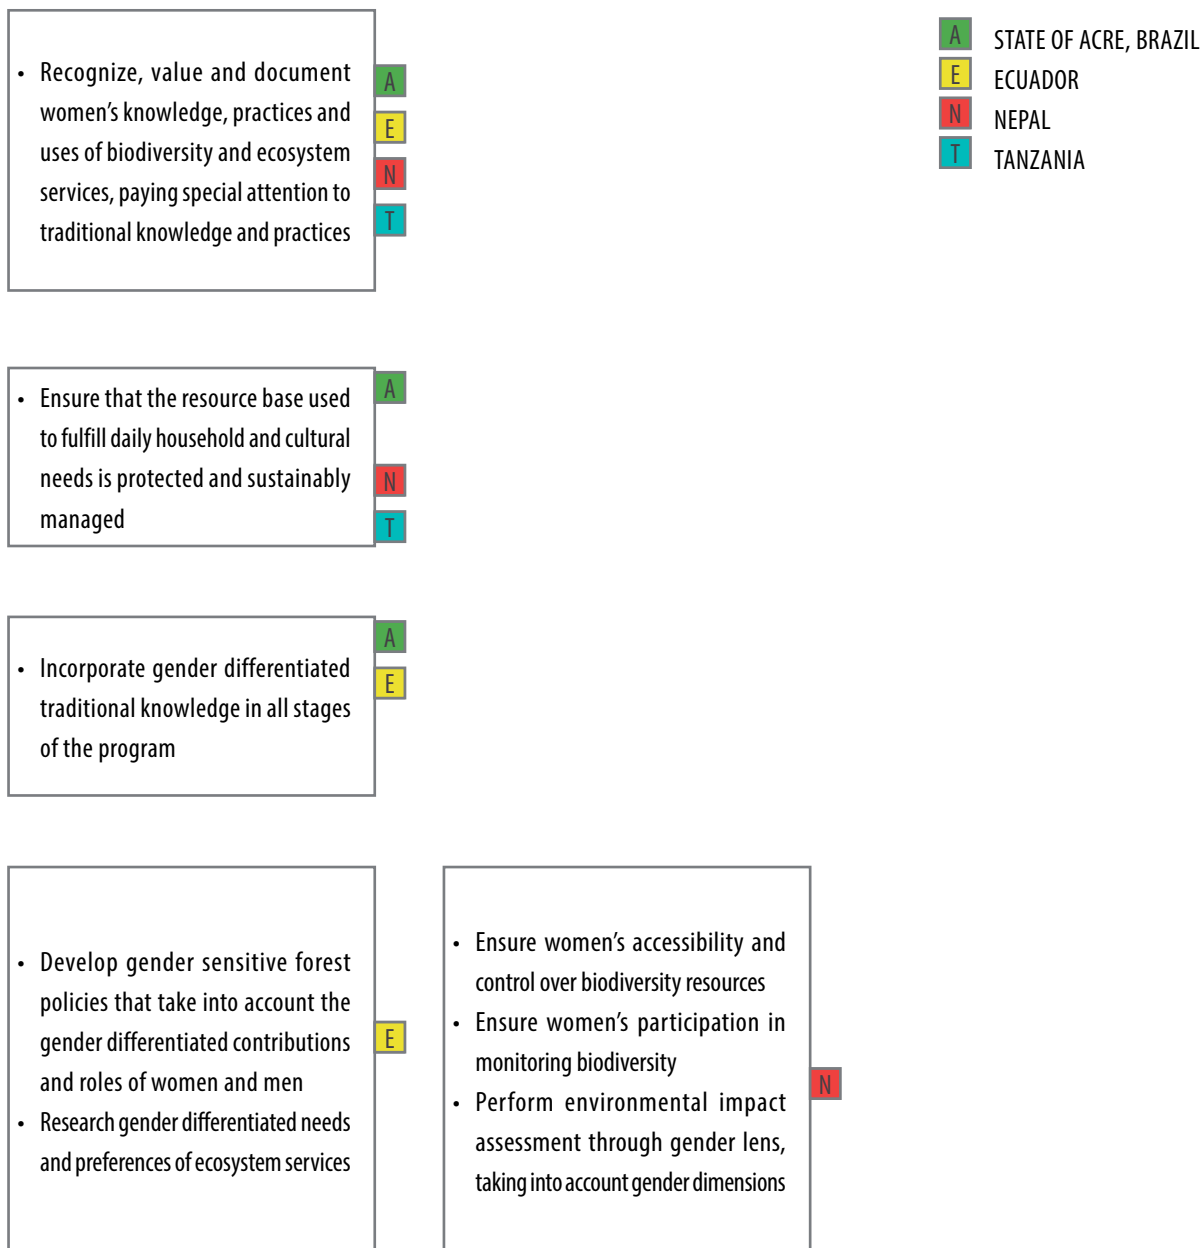 • Recognize, value and document
women's knowledge, practices and
uses of biodiversity and ecosystem
services, paying special attention to
traditional knowledge and practices
A
E
N
T
A STATE OF ACRE, BRAZIL
E ECUADOR
N NEPAL
T TANZANIA
• Ensure that the resource base used
to fulfill daily household and cultural
needs is protected and sustainably
managed
A
N
T
• Incorporate gender differentiated
traditional knowledge in all stages
of the program
A
E
• Develop gender sensitive forest
policies that take into account the
gender differentiated contributions
and roles of women and men
• Research gender differentiated needs
and preferences of ecosystem services
E
• Ensure women's accessibility and
control over biodiversity resources
• Ensure women's participation in
monitoring biodiversity
• Perform environmental impact
assessment through gender lens,
taking into account gender dimensions
N